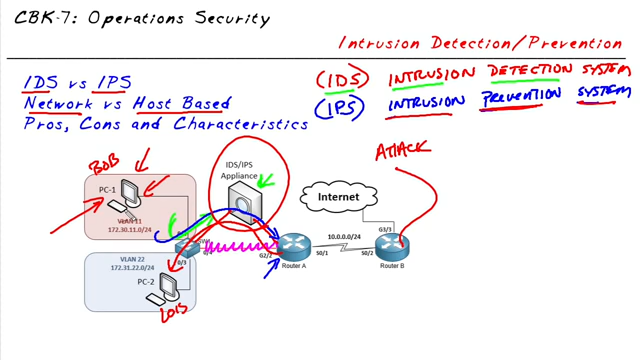 CBK-7: Operations Security
Intrusion Detection/Prevention
IDS vs IPS
Network vs Host Based
Pros, Cons and Characteristics
(IDS) INTRUSION DETECTION SYSTEM
(IPS) INTRUSION PREVENTION SYSTEM
ATTACK
BOB
IDS/IPS
Appliance
PC-1
Internet
VLAN 11
172.30.11.0/24
G3/3
10.0.0.0/24
VLAN 22
172.31.22.0/24
0/3
G2/2
S0/1
S0/2
Router A
Router B
PC-2
LOIS